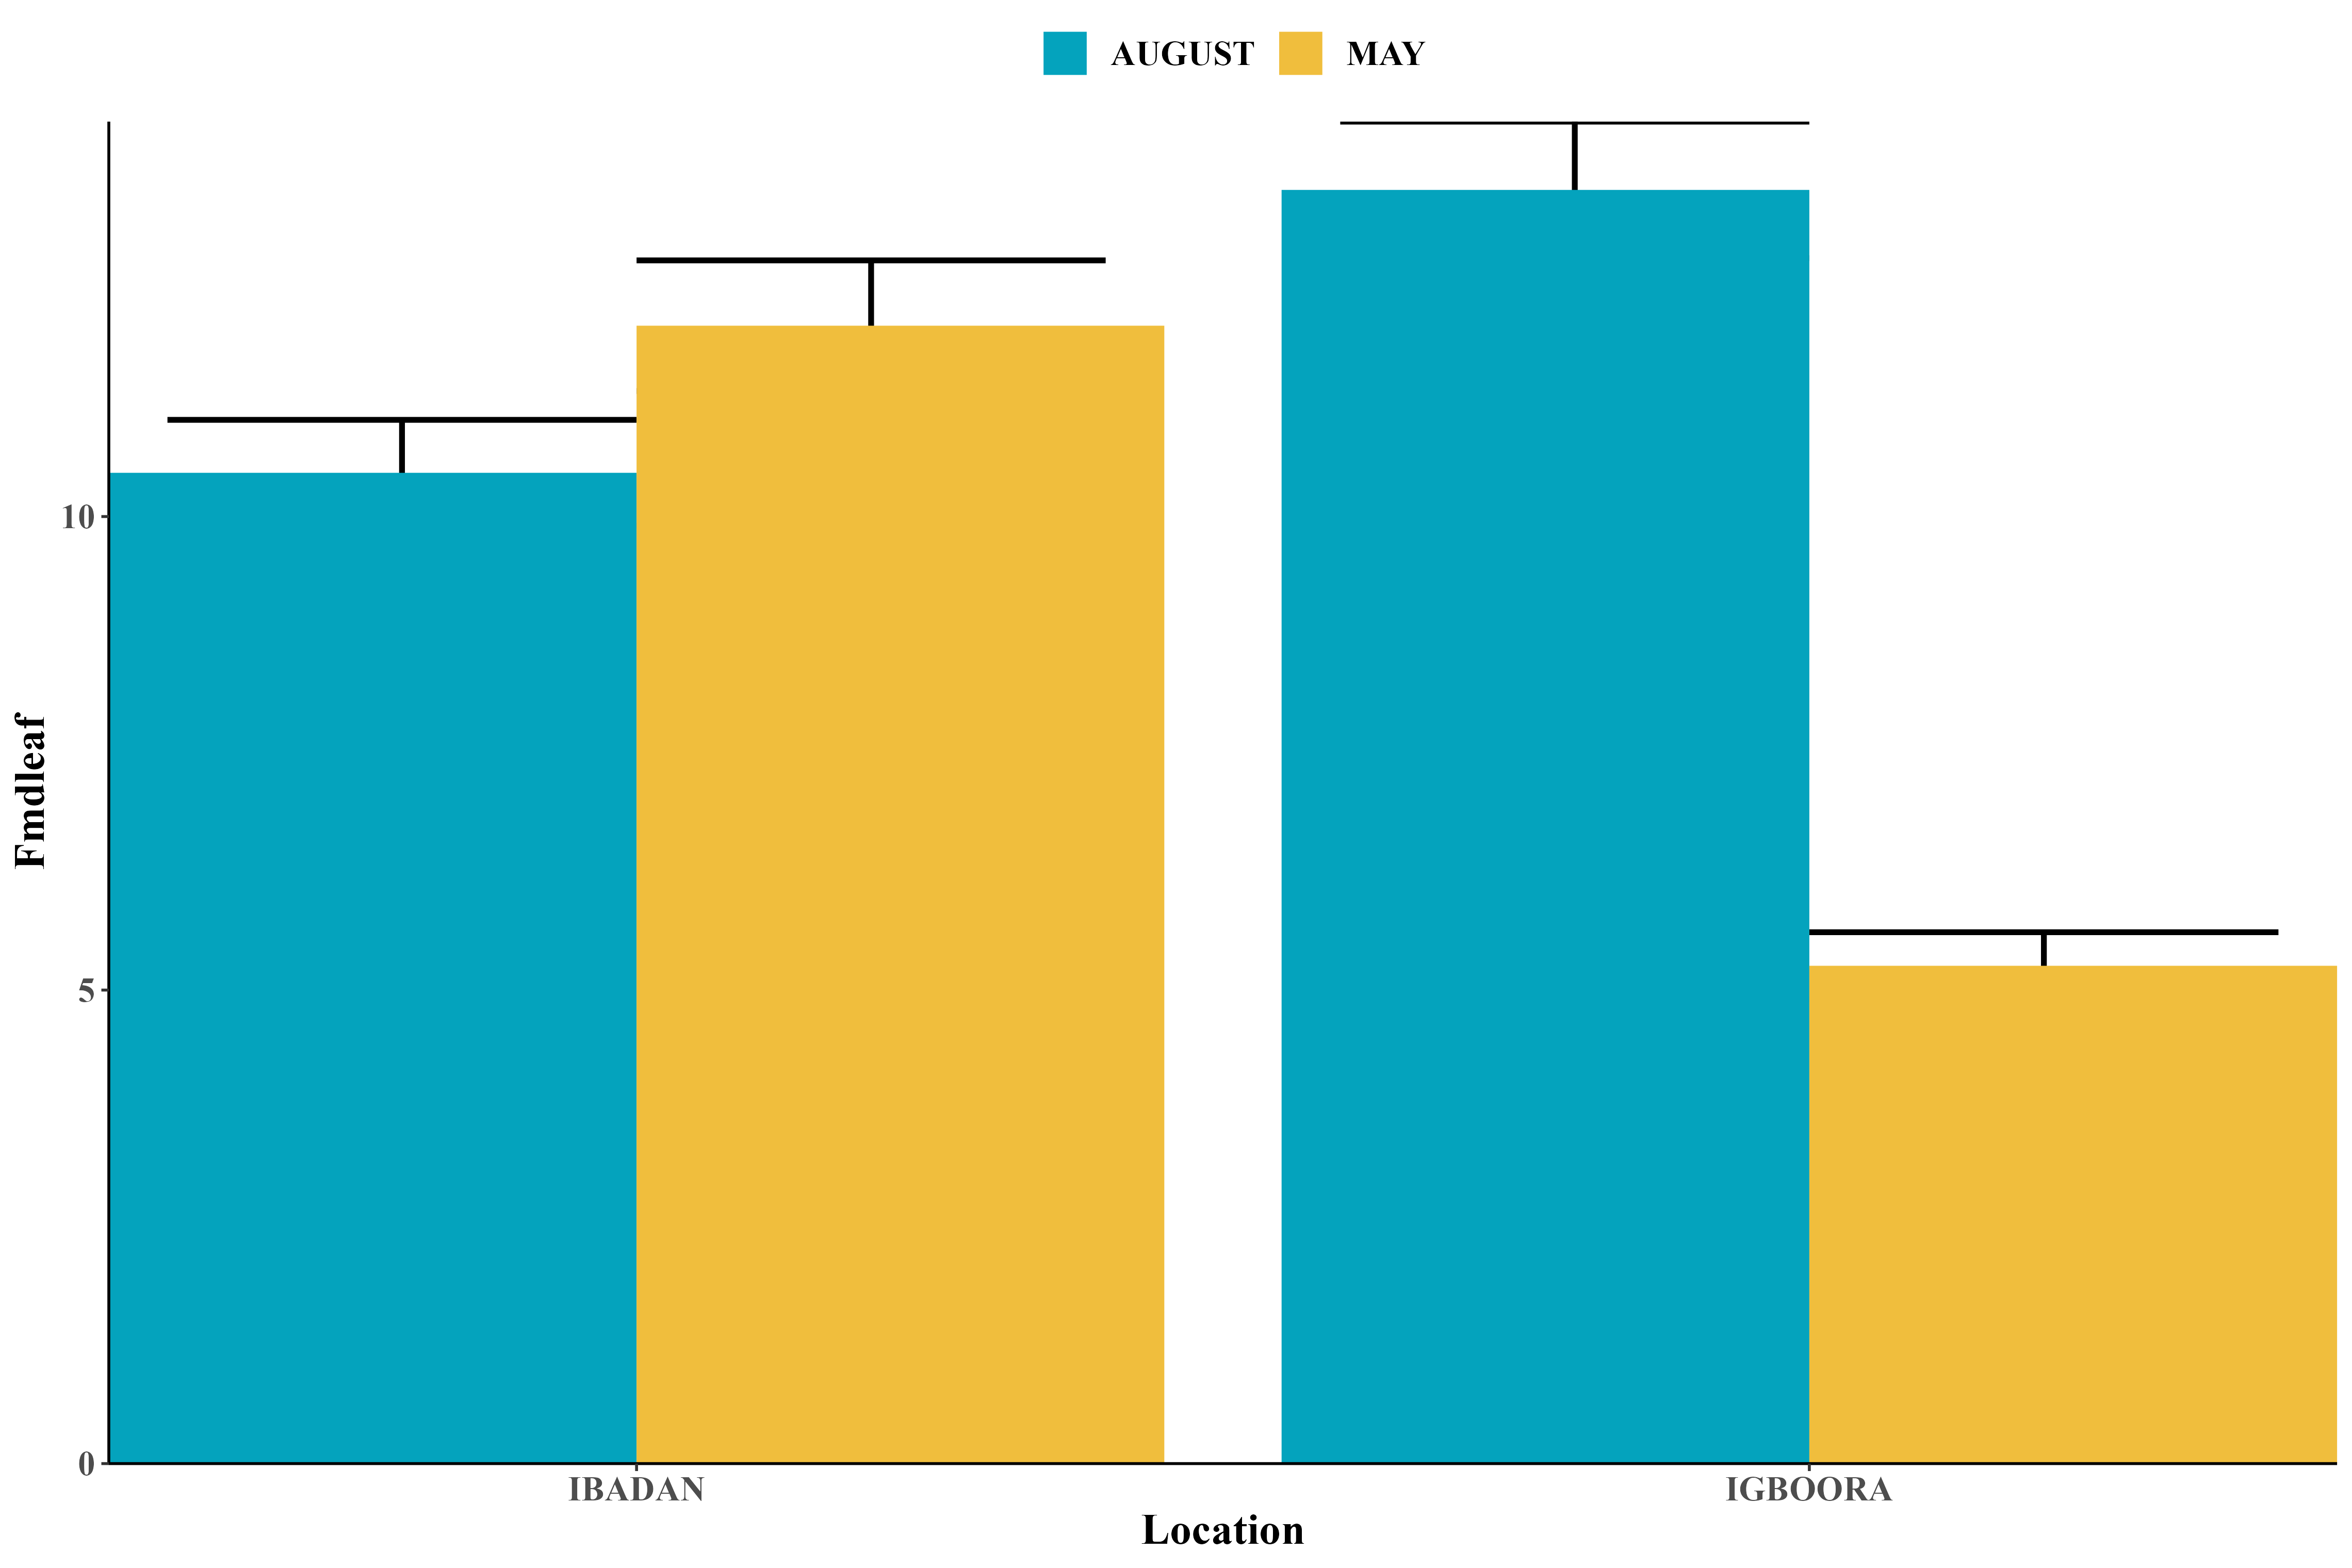 AUGUST MAY
10
5
0
Fmdleaf
IBADAN IGBOORA
Location